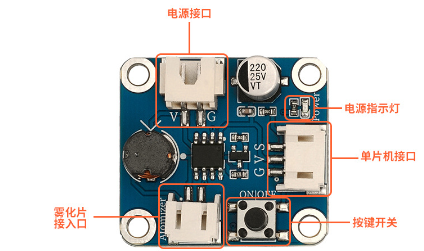 电源接口
220
25V
VT
V
G
Power
电源指示灯
G V S
单片机接口
ON|OFF
Atomizer
雾化片
接入口
按键开关